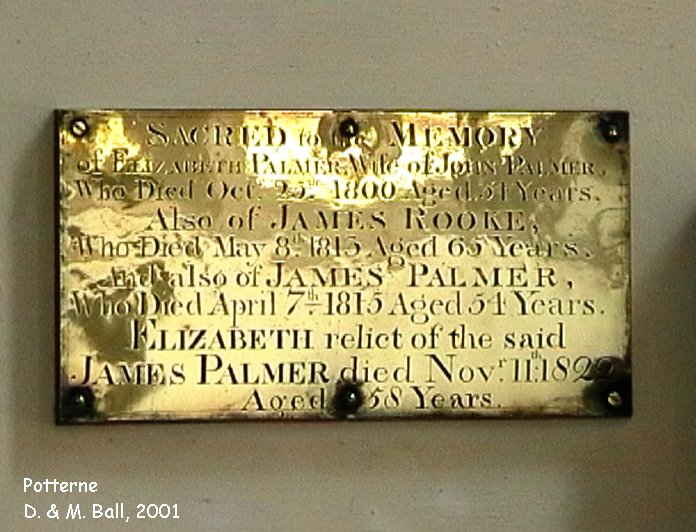 SACRED to the MEMORY
of ELIZABETH PALMER, Wife of JOHN PALMER,
Who Died Oct. 25th 1800 Aged 51 Years.
Also of JAMES ROOKE,
Who Died May 8th 1815 Aged 65 Years.
And also of JAMES PALMER,
Who Died April 7th 1815 Aged 54 Years.
ELIZABETH relict of the said
JAMES PALMER died Novr. 11th 1822
Aged 58 Years.
Potterne
D. & M. Ball, 2001